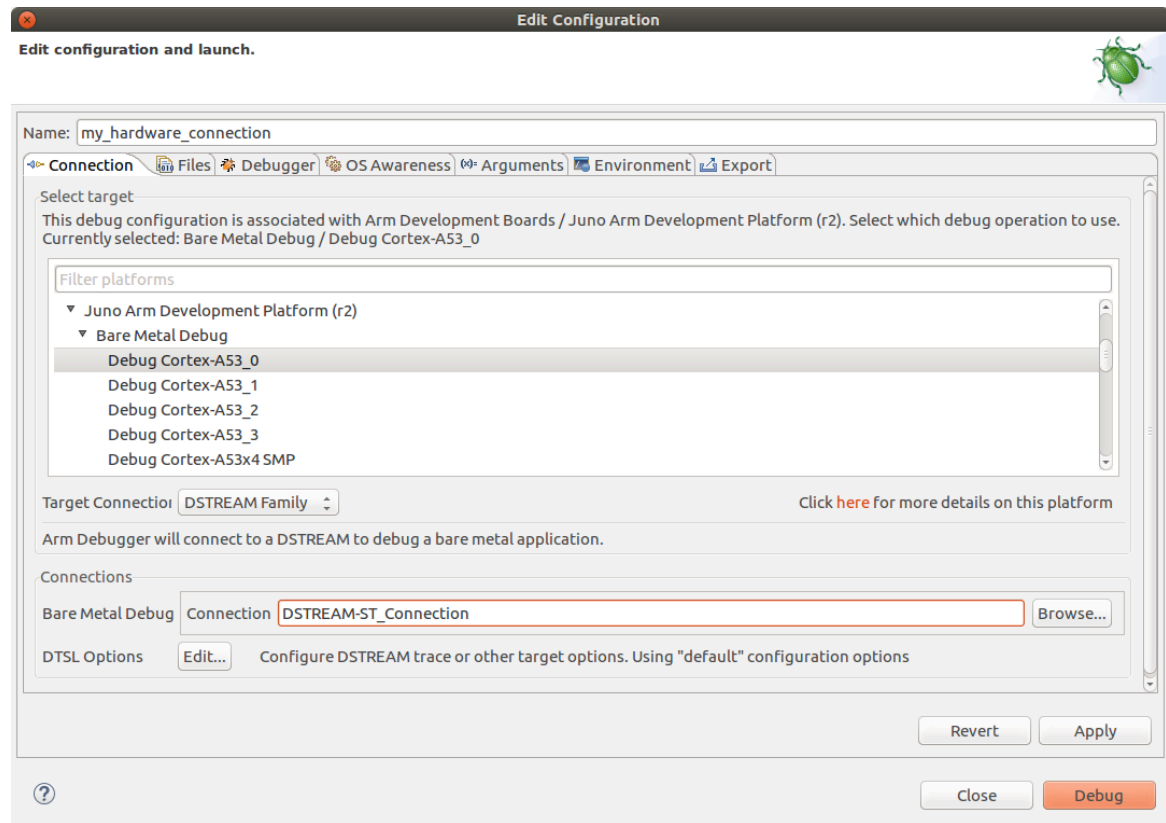 Edit Configuration
Edit configuration and launch.
Name: my_hardware_connection
Connection Files Debugger OS Awareness Arguments Environment Export
Select target
This debug configuration is associated with Arm Development Boards / Juno Arm Development Platform (r2). Select which debug operation to use.
Currently selected: Bare Metal Debug / Debug Cortex-A53_0
Filter platforms
Juno Arm Development Platform (r2)
Bare Metal Debug
Debug Cortex-A53_0
Debug Cortex-A53_1
Debug Cortex-A53_2
Debug Cortex-A53_3
Debug Cortex-A53x4 SMP
Target Connection DSTREAM Family Click here for more details on this platform
Arm Debugger will connect to a DSTREAM to debug a bare metal application.
Connections
Bare Metal Debug Connection DSTREAM-ST_Connection Browse...
DTSL Options Edit... Configure DSTREAM trace or other target options. Using "default" configuration options
Revert Apply
? Close Debug